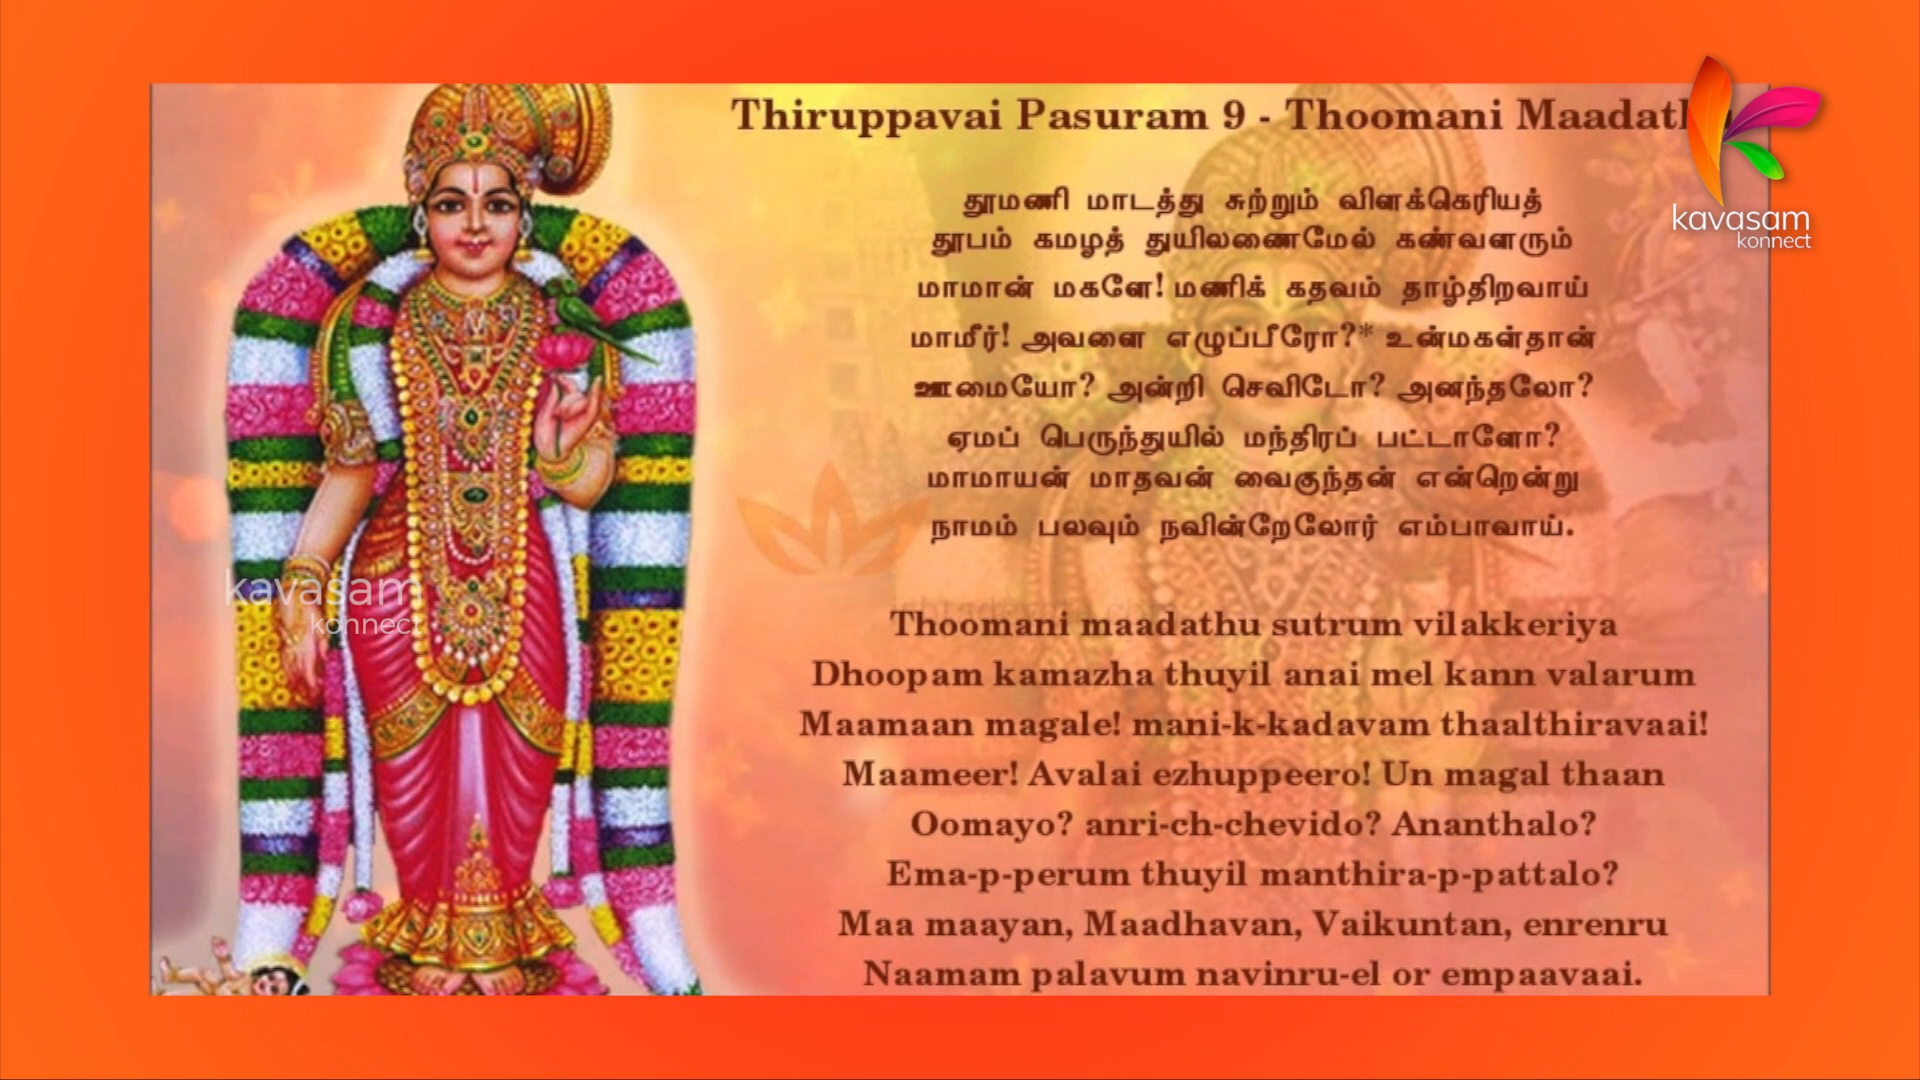 Thiruppavai Pasuram 9 - Thoomani Maadath
kavasam
konnect
தூமணி மாடத்து சுற்றும் விளக்கெரியத்
தூபம் கமழத் துயிலணைமேல் கண்வளரும்
மாமான் மகளே! மணிக் கதவம் தாழ்திறவாய்
மாமீர்! அவளை எழுப்பீரோ?* உன்மகள்தான்
ஊமையோ? அன்றி செவிடோ? அனந்தலோ?
ஏமப் பெருந்துயில் மந்திரப் பட்டாளோ?
மாமாயன் மாதவன் வைகுந்தன் என்றென்று
நாமம் பலவும் நவின்றேலோர் எம்பாவாய்.
kavasam
konnect
Thoomani maadathu sutrum vilakkeriya
Dhoopam kamazha thuyil anai mel kann valarum
Maamaan magale! mani-k-kadavam thaalthiravaai!
Maameer! Avalai ezhuppeero! Un magal thaan
Oomayo? anri-ch-chevido? Ananthalo?
Ema-p-perum thuyil manthira-p-pattalo?
Maa maayan, Maadhavan, Vaikuntan, enrenru
Naamam palavum navinru-el or empaavaai.